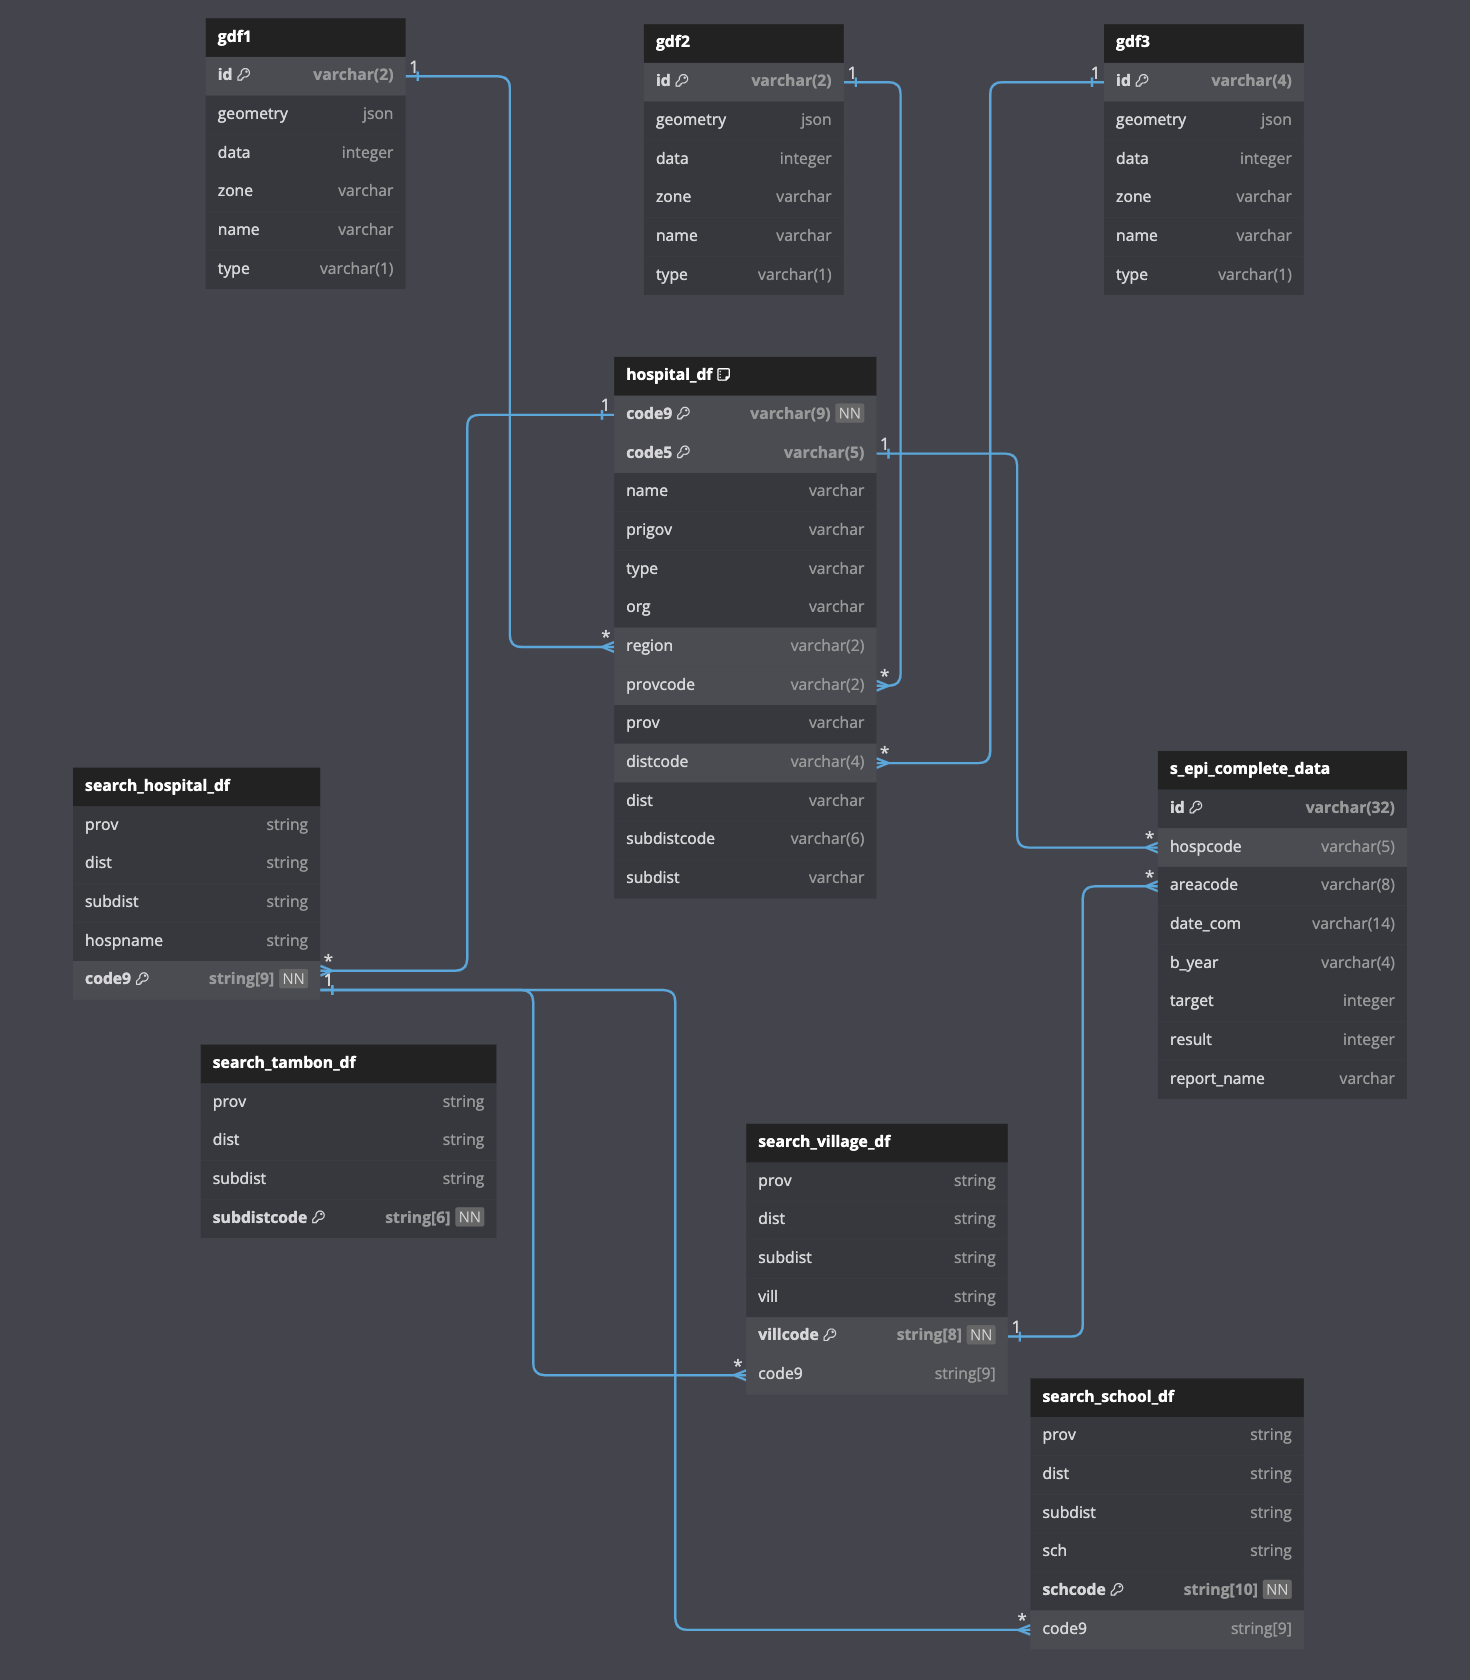 gdf1
id varchar(2)
geometry json
data integer
zone varchar
name varchar
type varchar(1)
1
gdf2
id varchar(2)
geometry json
data integer
zone varchar
name varchar
type varchar(1)
1
gdf3
id varchar(4)
geometry json
data integer
zone varchar
name varchar
type varchar(1)
1
hospital_df
1
code9 varchar(9) NN
code5 varchar(5)
1
name varchar
prigov varchar
type varchar
org varchar
*
region varchar(2)
provcode varchar(2)
*
prov varchar
distcode varchar(4)
*
dist varchar
subdistcode varchar(6)
subdist varchar
search_hospital_df
prov string
dist string
subdist string
hospname string
code9 string[9] NN
*
1
s_epi_complete_data
id varchar(32)
*
hospcode varchar(5)
*
areacode varchar(8)
date_com varchar(14)
b_year varchar(4)
target integer
result integer
report_name varchar
search_tambon_df
prov string
dist string
subdist string
subdistcode string[6] NN
search_village_df
prov string
dist string
subdist string
vill string
villcode string[8] NN
1
*
code9 string[9]
search_school_df
prov string
dist string
subdist string
sch string
schcode string[10] NN
*
code9 string[9]